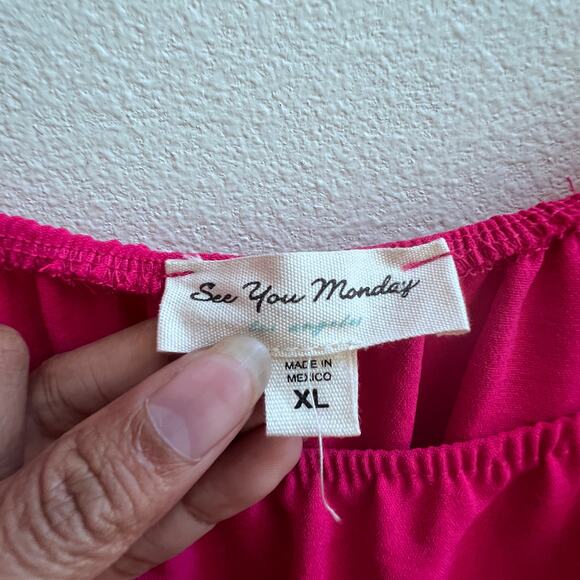 See You Monday
los angeles
MADE IN
MEXICO
XL